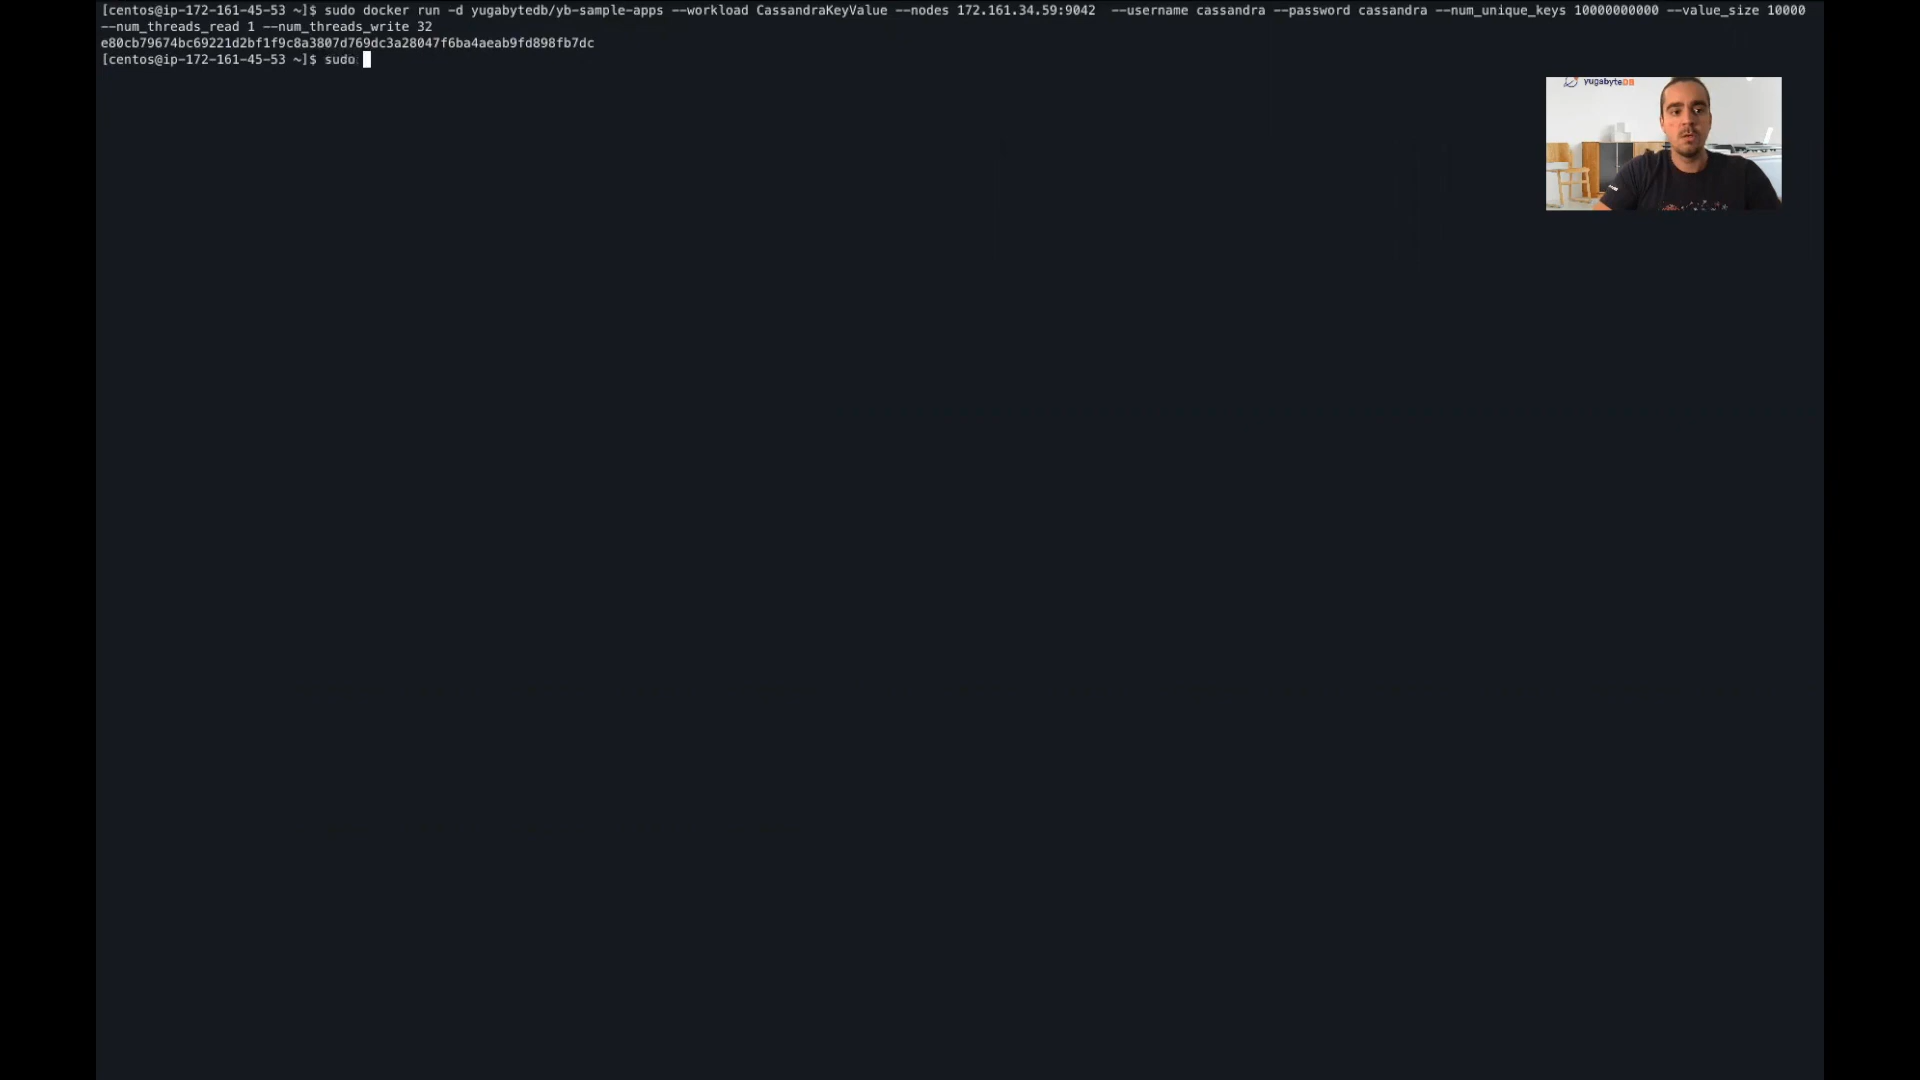 [centos@ip-172-161-45-53 ~]$ sudo docker run -d yugabytedb/yb-sample-apps --workload CassandraKeyValue --nodes 172.161.34.59:9042  --username cassandra --password cassandra --num_unique_keys 10000000000 --value_size 10000
--num_threads_read 1 --num_threads_write 32
e80cb79674bc69221d2bf1f9c8a3807d769dc3a28047f6ba4aeab9fd898fb7dc
[centos@ip-172-161-45-53 ~]$ sudo
yugabyteDB